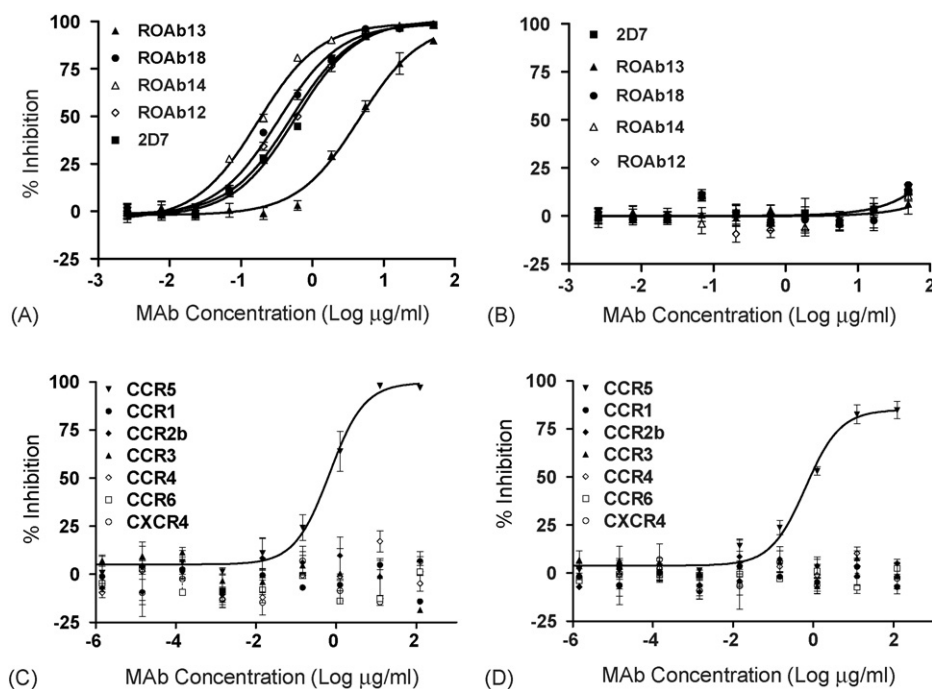 100
75
50
25
0
-25
% Inhibition
ROAb13
ROAb18
ROAb14
ROAb12
2D7
-3 -2 -1 0 1 2
(A) MAb Concentration (Log µg/ml)
100
75
50
25
0
-25
% Inhibition
2D7
ROAb13
ROAb18
ROAb14
ROAb12
-3 -2 -1 0 1 2
(B) MAb Concentration (Log µg/ml)
100
75
50
25
0
-25
% Inhibition
CCR5
CCR1
CCR2b
CCR3
CCR4
CCR6
CXCR4
-6 -4 -2 0 2
(C) MAb Concentration (Log µg/ml)
100
75
50
25
0
-25
% Inhibition
CCR5
CCR1
CCR2b
CCR3
CCR4
CCR6
CXCR4
-6 -4 -2 0 2
(D) MAb Concentration (Log µg/ml)